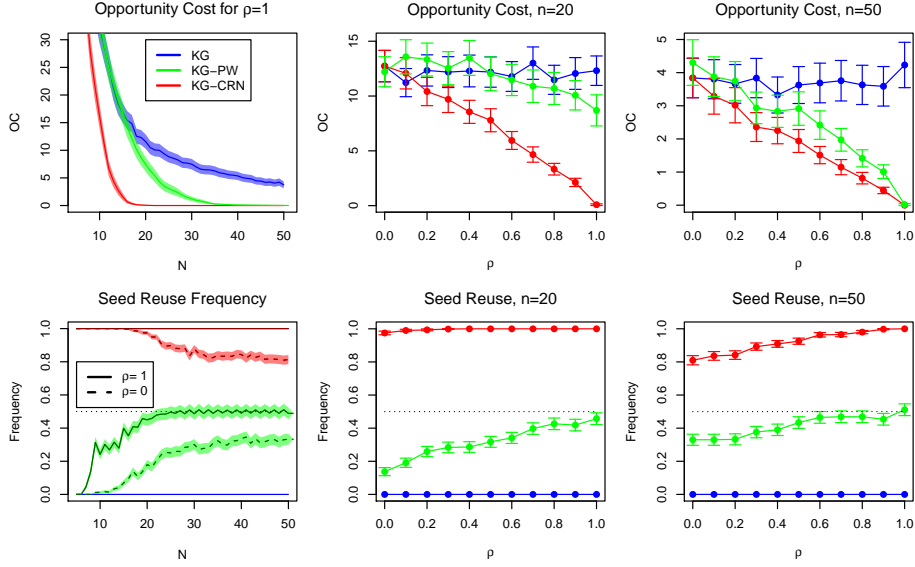 Opportunity Cost for ρ=1
OC
30
25
20
15
10
5
0
KG
KG−PW
KG−CRN
10 20 30 40 50
N
Opportunity Cost, n=20
OC
15
10
5
0
0.0 0.2 0.4 0.6 0.8 1.0
ρ
Opportunity Cost, n=50
OC
5
4
3
2
1
0
0.0 0.2 0.4 0.6 0.8 1.0
ρ
Seed Reuse Frequency
Frequency
1.0
0.8
0.6
0.4
0.2
0.0
ρ= 1
ρ= 0
10 20 30 40 50
N
Seed Reuse, n=20
Frequency
1.0
0.8
0.6
0.4
0.2
0.0
0.0 0.2 0.4 0.6 0.8 1.0
ρ
Seed Reuse, n=50
Frequency
1.0
0.8
0.6
0.4
0.2
0.0
0.0 0.2 0.4 0.6 0.8 1.0
ρ